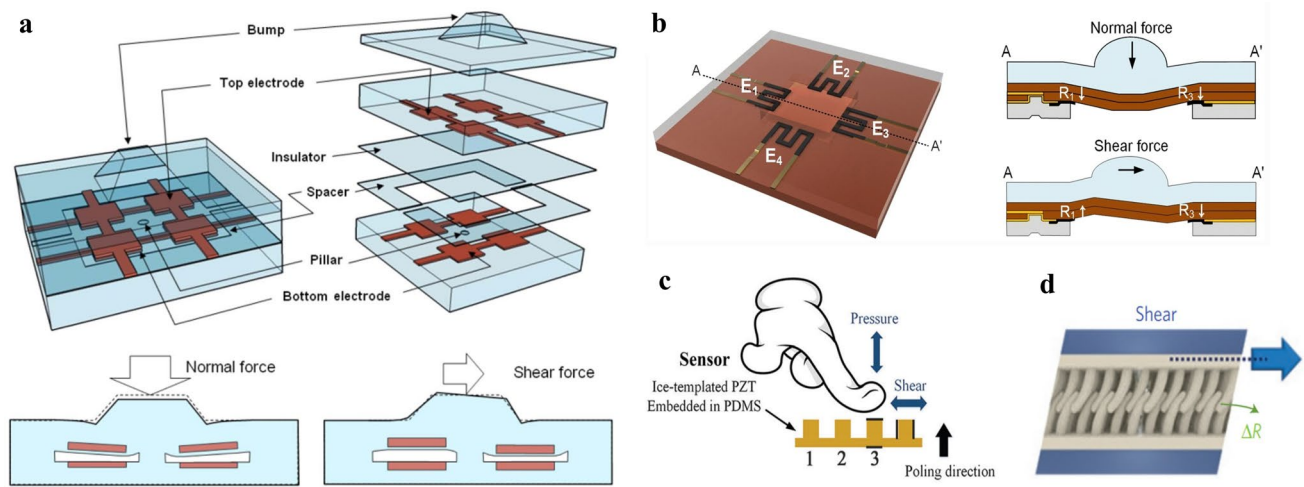 a
Bump
Top electrode
Insulator
Spacer
Pillar
Bottom electrode
Normal force
Shear force
b
E1
E2
E3
E4
A
A'
Normal force
A
A'
R1
R3
Shear force
A
A'
R1
R3
c
Pressure
Sensor
Shear
Ice-templated PZT
Embedded in PDMS
1 2 3
Poling direction
d
Shear
ΔR